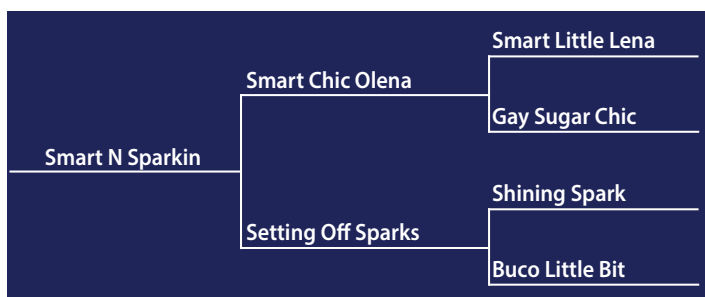 Smart Little Lena
Smart Chic Olena
Gay Sugar Chic
Smart N Sparkin
Shining Spark
Setting Off Sparks
Buco Little Bit